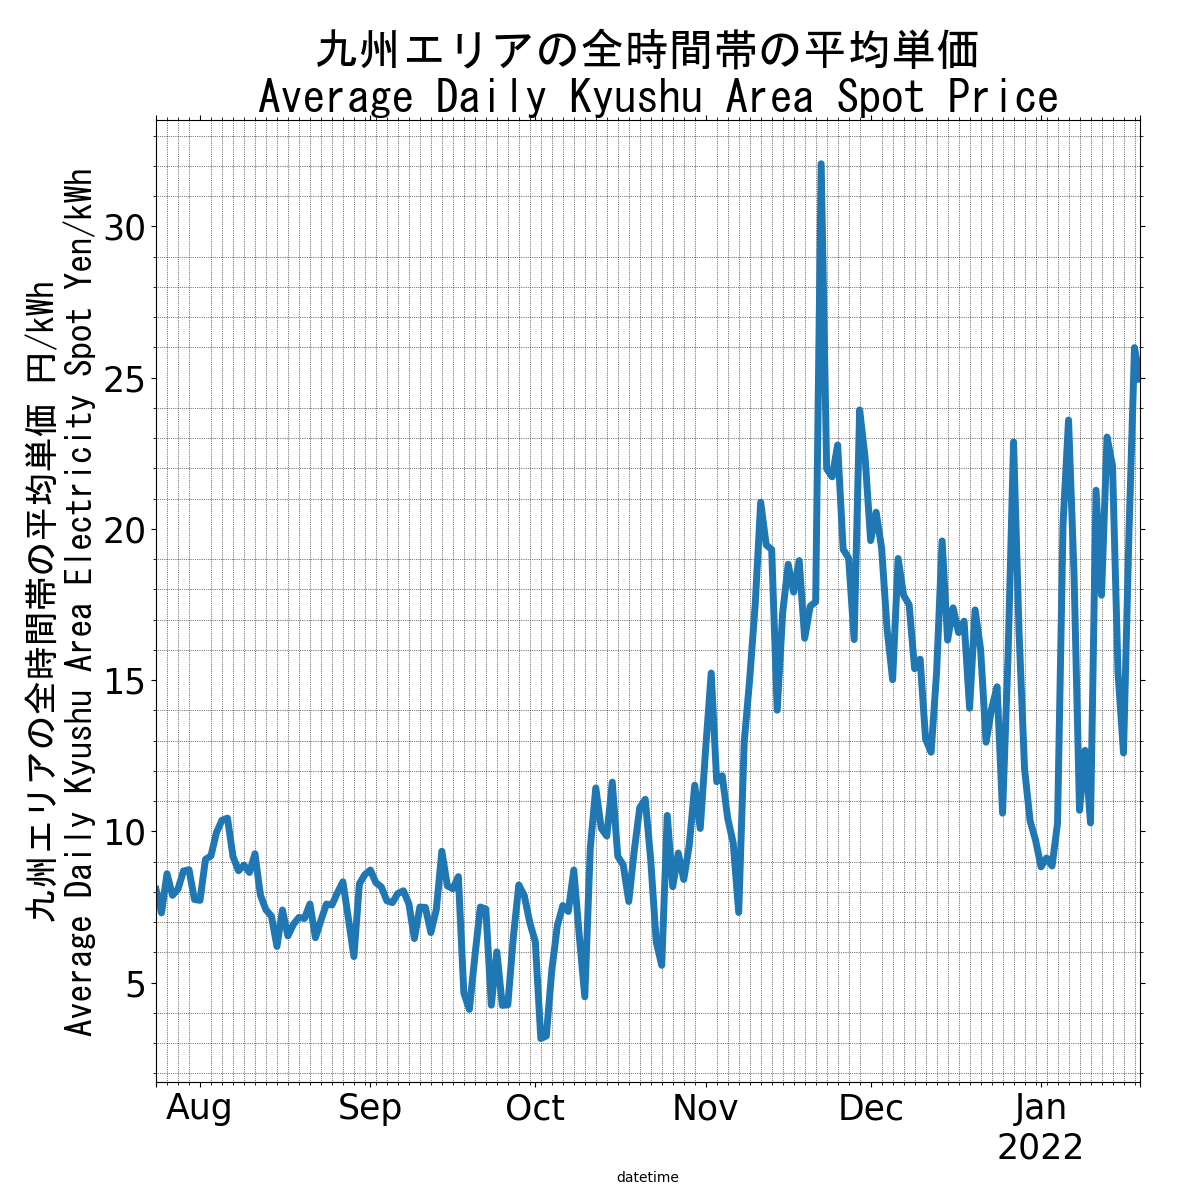 九州エリアの全時間帯の平均単価
Average Daily Kyushu Area Spot Price
九州エリアの全時間帯の平均単価 円/kWh
Average Daily Kyushu Area Electricity Spot Yen/kWh
30
25
20
15
10
5
Aug
Sep
Oct
Nov
Dec
Jan
2022
datetime